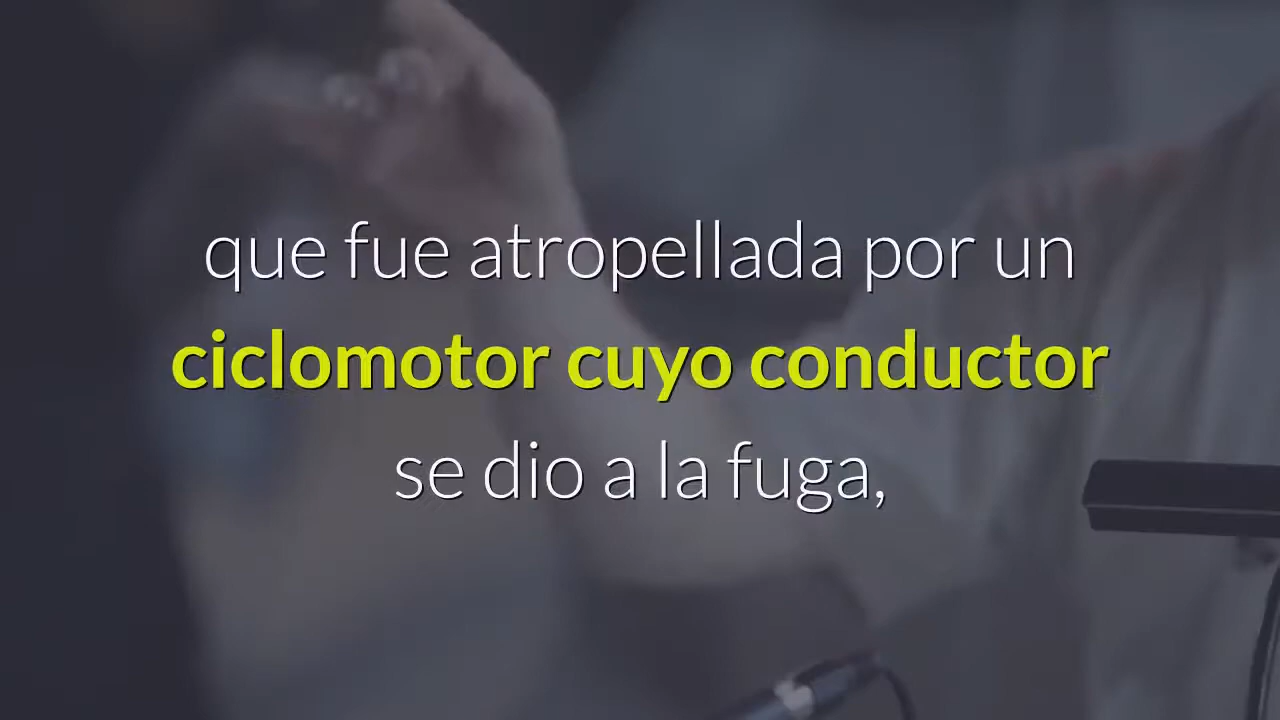 que fue atropellada por un
ciclomotor cuyo conductor
se dio a la fuga,